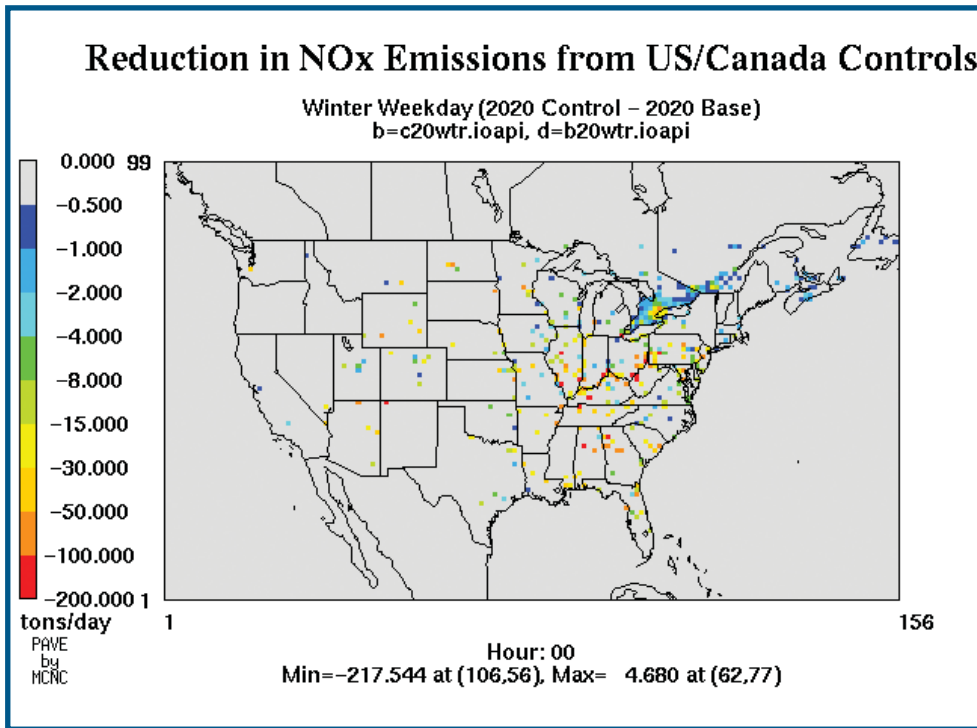 Reduction in NOx Emissions from US/Canada Controls
Winter Weekday (2020 Control – 2020 Base)
b=c20wtr.ioapi, d=b20wtr.ioapi
0.000 99
−0.500
−1.000
−2.000
−4.000
−8.000
−15.000
−30.000
−50.000
−100.000
−200.000 1
tons/day 1 156
PAVE
by
MCNC
Hour: 00
Min=−217.544 at (106,56), Max= 4.680 at (62,77)